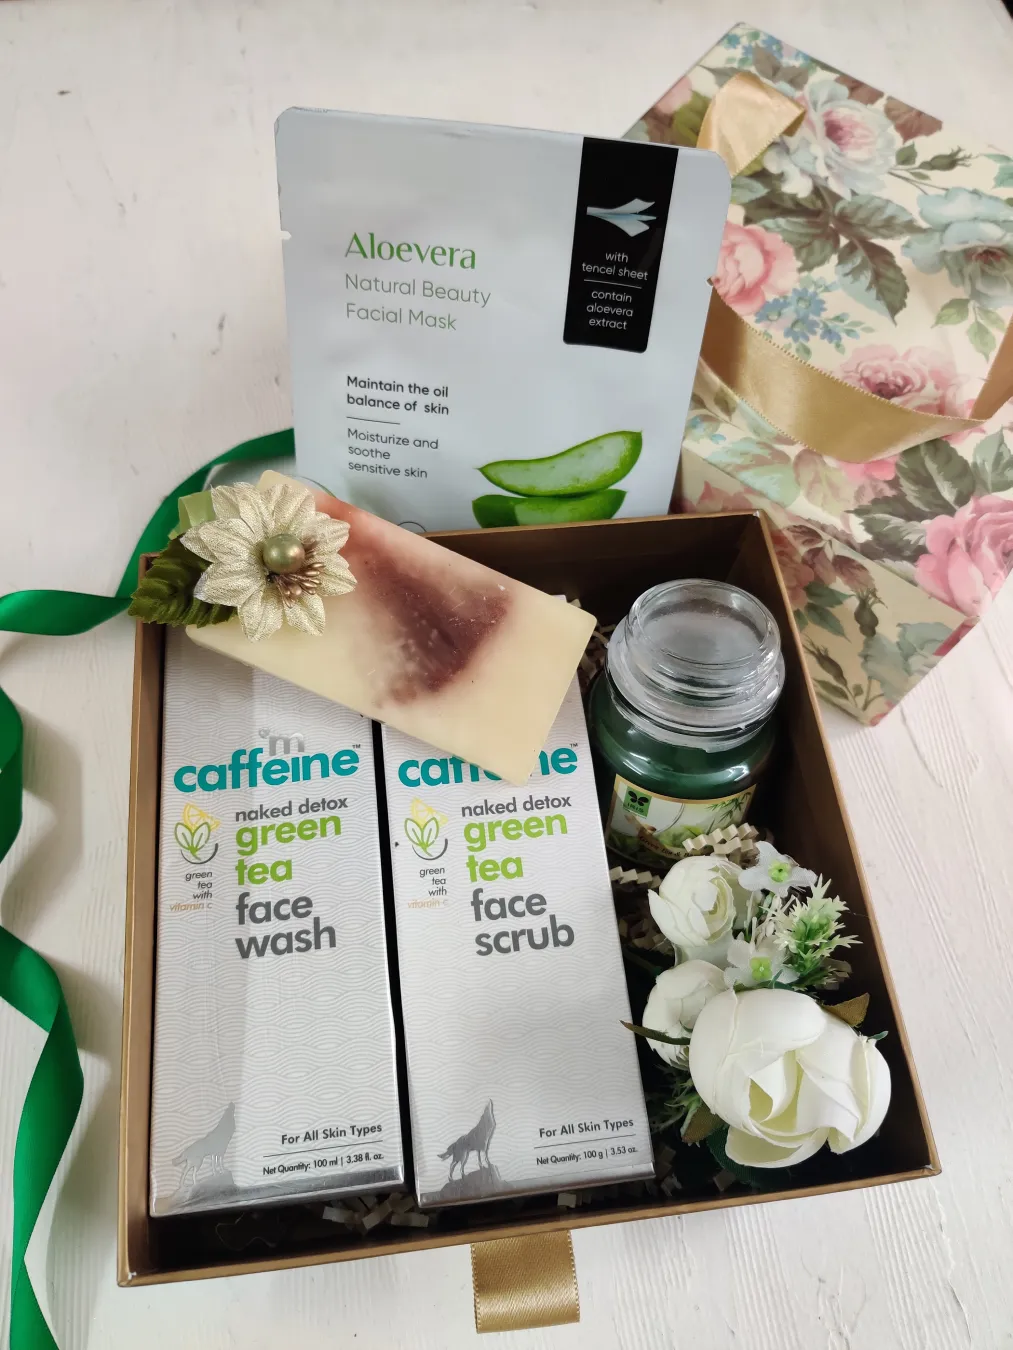 Aloevera
Natural Beauty
Facial Mask
with
tencel sheet
contain
aloevera
extract
Maintain the oil
balance of skin
Moisturize and
soothe
sensitive skin
i'm
caffeine™
naked detox
green
tea
face
wash
green
tea
with
vitamin c
For All Skin Types
Net Quantity: 100 ml | 3.38 fl. oz.
naked detox
green
tea
face
scrub
green
tea
with
vitamin c
For All Skin Types
Net Quantity: 100 g | 3.53 oz.
IRIS